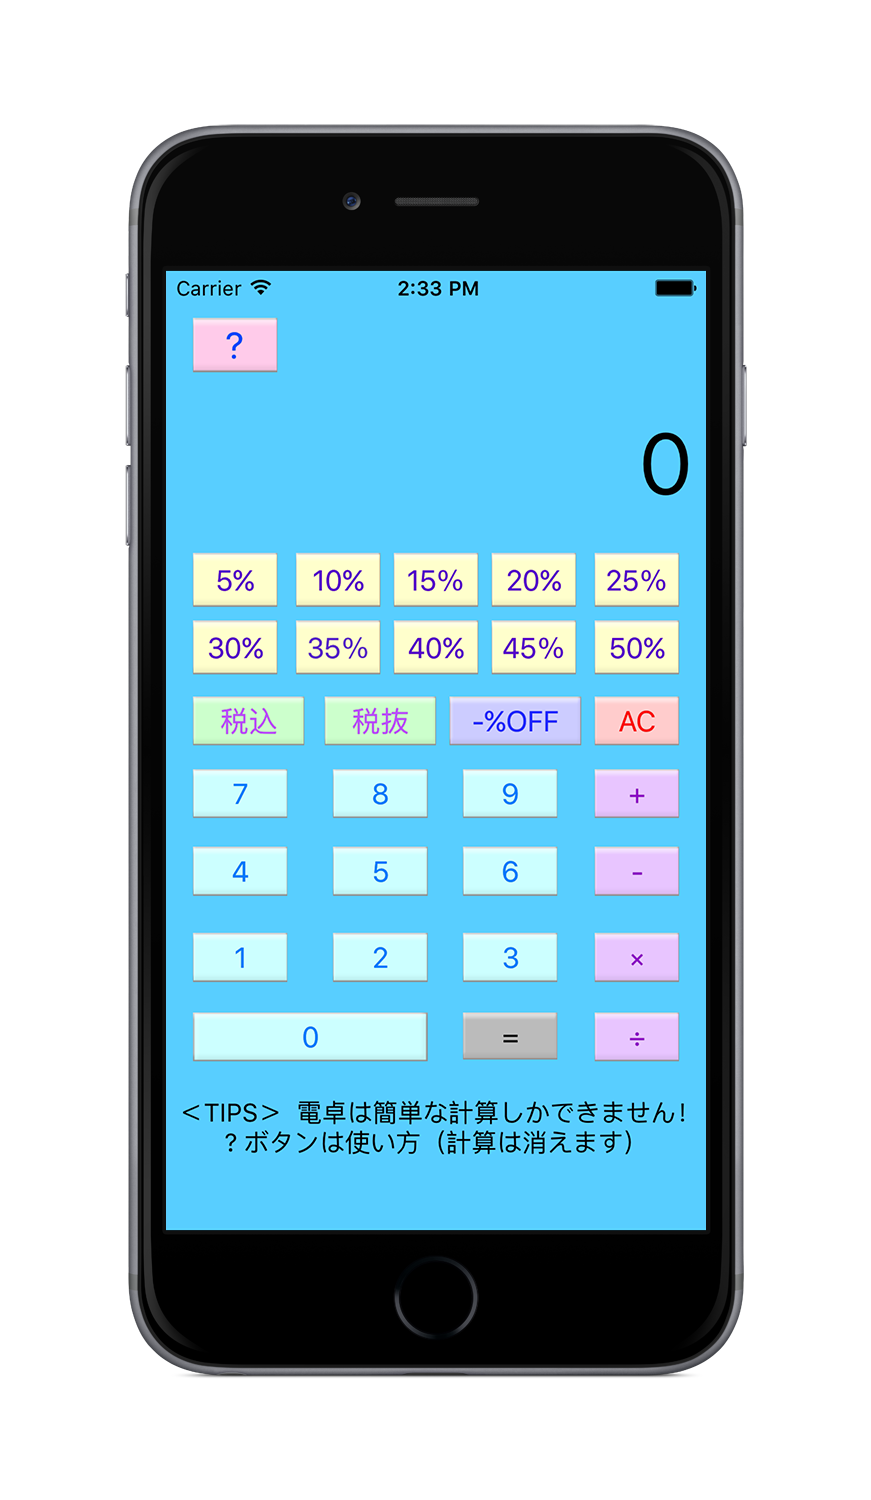 Carrier 2:33 PM
?
0
5% 10% 15% 20% 25%
30% 35% 40% 45% 50%
税込 税抜 -%OFF AC
7 8 9 +
4 5 6 -
1 2 3 ×
0 = ÷
＜TIPS＞ 電卓は簡単な計算しかできません！
？ボタンは使い方（計算は消えます）